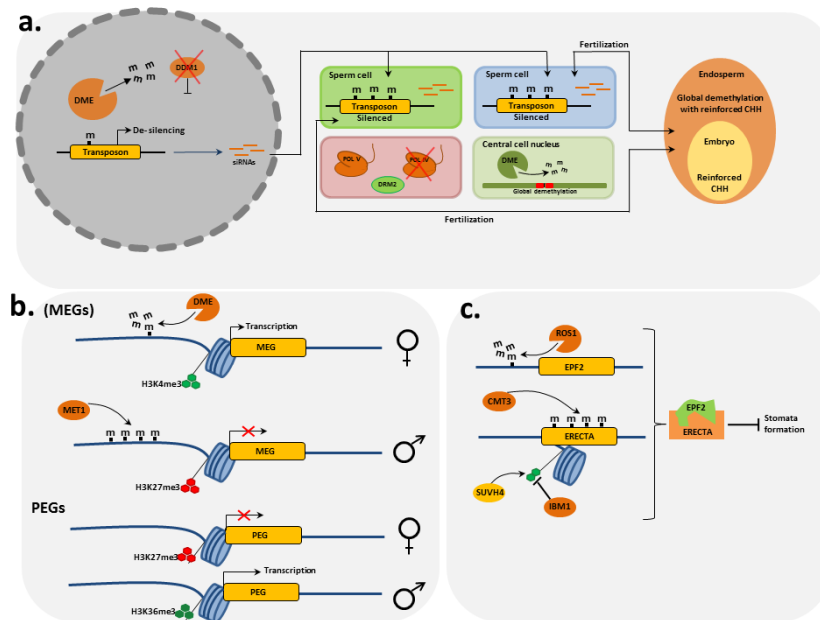 a.
DME
m m
m m
DDM1
m
De-silencing
Transposon
siRNAs
Sperm cell
m m m
Transposon
Silenced
Sperm cell
m m m
Transposon
Silenced
Fertilization
POL V
POL IV
DRM2
Central cell nucleus
DME
m m
m m
Global demethylation
Fertilization
Endosperm
Global demethylation
with reinforced CHH
Embryo
Reinforced
CHH
b.
(MEGs)
DME
m m
m
m
Transcription
MEG
H3K4me3
MET1
m m m m
MEG
H3K27me3
PEGs
PEG
H3K27me3
Transcription
PEG
H3K36me3
c.
ROS1
m m
m
m
EPF2
CMT3
m m m m
ERECTA
SUVH4
IBM1
EPF2
ERECTA
Stomata
formation